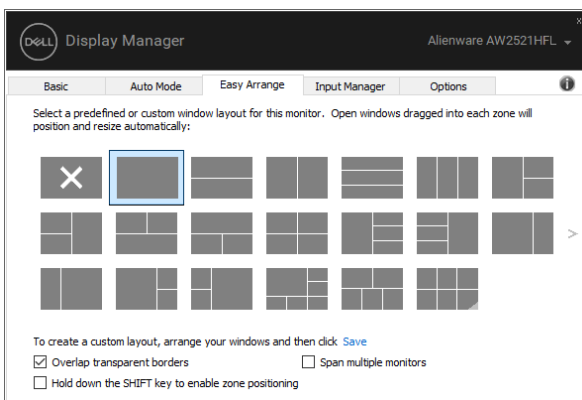 DELL Display Manager
Alienware AW2521HFL
Basic Auto Mode Easy Arrange Input Manager Options
Select a predefined or custom window layout for this monitor. Open windows dragged into each zone will
position and resize automatically:
To create a custom layout, arrange your windows and then click Save
Overlap transparent borders
Span multiple monitors
Hold down the SHIFT key to enable zone positioning